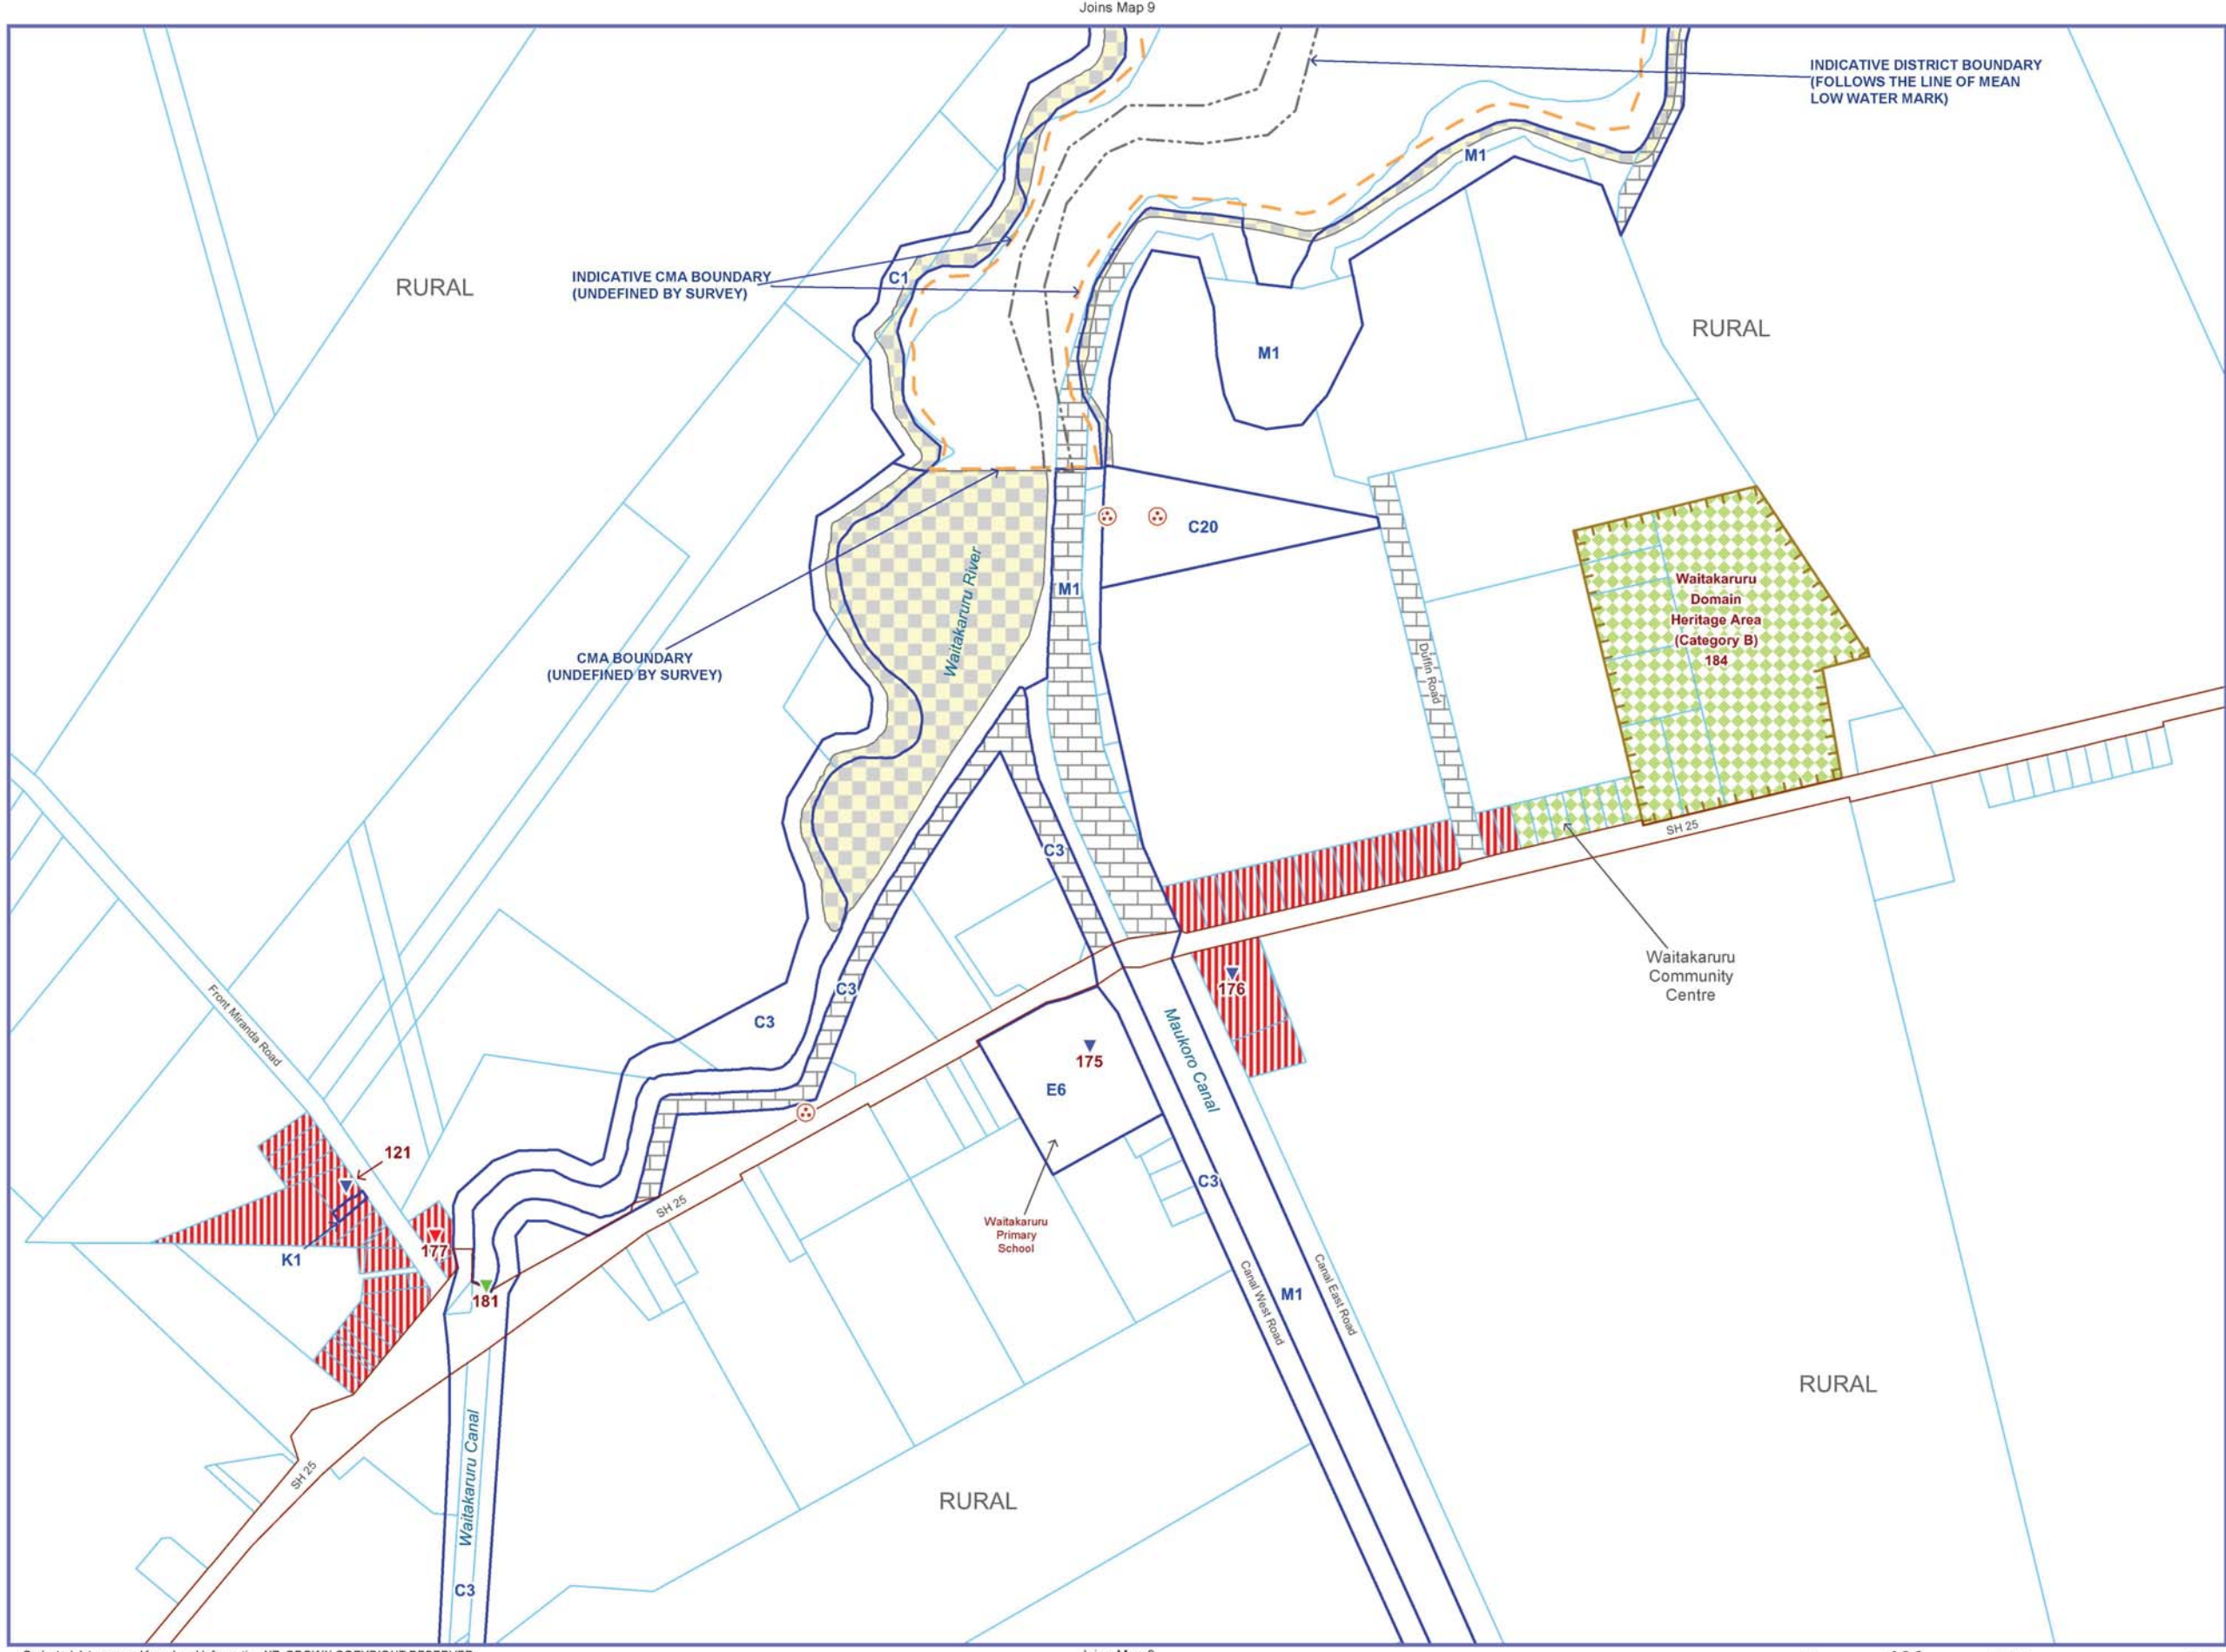 Joins Map 9
INDICATIVE DISTRICT BOUNDARY
(FOLLOWS THE LINE OF MEAN
LOW WATER MARK)
M1
RURAL
INDICATIVE CMA BOUNDARY
(UNDEFINED BY SURVEY)
C1
RURAL
M1
C20
Waitakaruru River
M1
Waitakaruru
Domain
Heritage Area
(Category B)
184
CMA BOUNDARY
(UNDEFINED BY SURVEY)
Duffin Road
SH 25
C3
Waitakaruru
Community
Centre
176
C3
C3
Front Miranda Road
Maukoro Canal
175
E6
121
C3
Waitakaruru
Primary
School
SH 25
K1
177
181
Canal West Road
M1
Canal East Road
RURAL
Waitakaruru Canal
SH 25
RURAL
C3